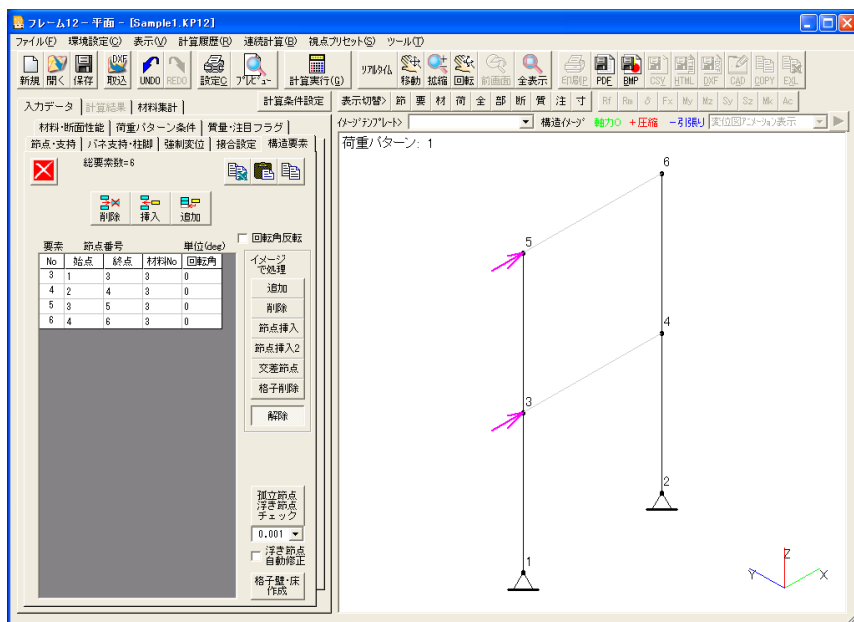 フレーム12－平面 - [Sample1.KP12]
ファイル(F) 環境設定(C) 表示(V) 計算履歴(R) 連続計算(B) 視点プリセット(S) ツール(T)
新規 開く 保存 取込 UNDO REDO 設定Q プレビュー 計算実行(G) リアルタイム 移動 拡縮 回転 前画面 全表示 印刷P PDE BMP CSV HTML DXF CAD COPY EXL
入力データ 計算結果 材料集計 計算条件設定 表示切替> 節 要 材 荷 全 部 断 質 注 寸 Rf Rm ∂ Fx My Mz Sy Sz Mk Ac
材料・断面性能 荷重パターン条件 質量・注目フラグ
節点・支持 バネ支持・柱脚 強制変位 接合設定 構造要素
イメージテンプレート> 構造イメージ 軸力0 +圧縮 -引張り 変位図アニメーション表示
総要素数=6
削除 挿入 追加
回転角反転
要素 節点番号 単位(deg)
No 始点 終点 材料No 回転角
3 1 3 3 0
4 2 4 3 0
5 3 5 3 0
6 4 6 3 0
イメージ
で処理
追加
削除
節点挿入
節点挿入2
交差節点
格子削除
解除
孤立節点
浮き節点
チェック
0.001
浮き節点
自動修正
格子壁・床
作成
荷重パターン: 1
6
5
4
3
2
1
Z
Y X